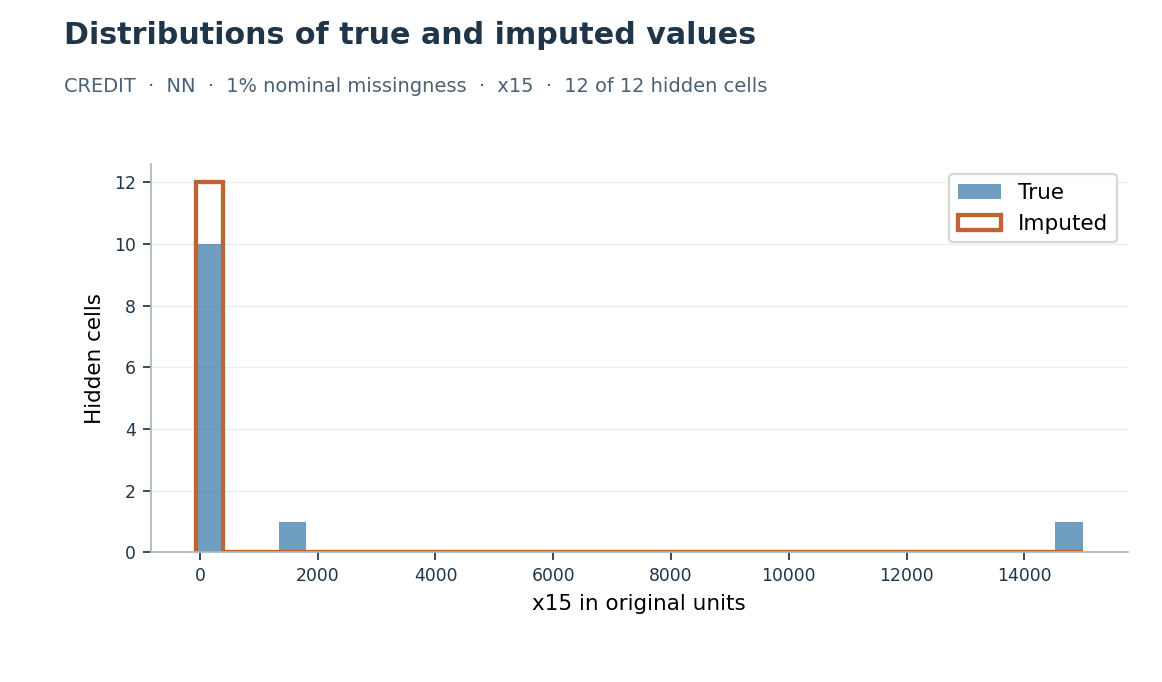 Distributions of true and imputed values
CREDIT · NN · 1% nominal missingness · x15 · 12 of 12 hidden cells
True
Imputed
Hidden cells
12
10
8
6
4
2
0
0 2000 4000 6000 8000 10000 12000 14000
x15 in original units